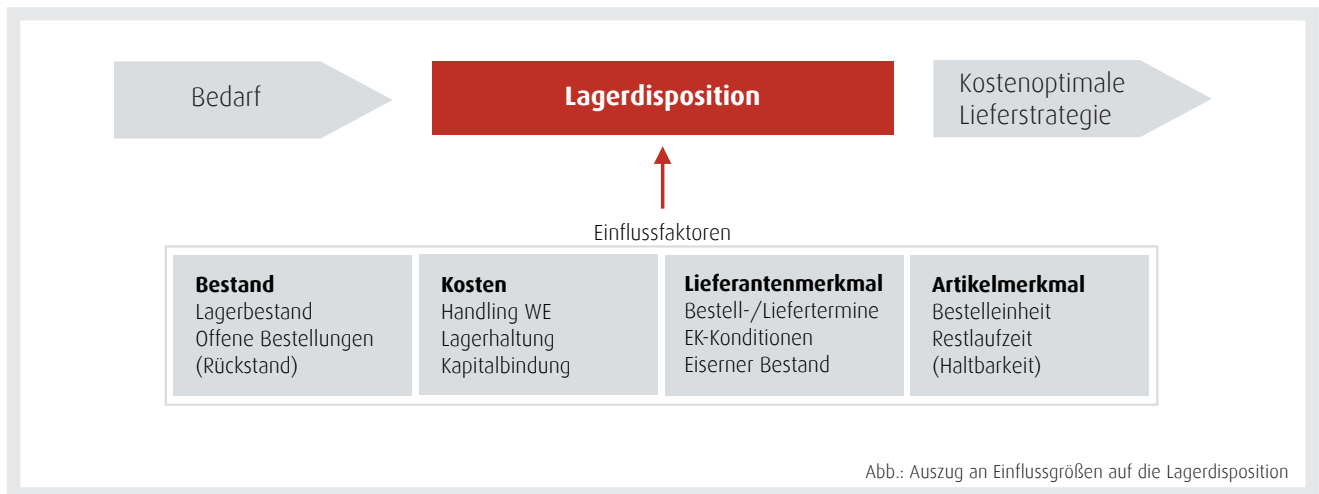 Bedarf
Lagerdisposition
Kostenoptimale
Lieferstrategie
Einflussfaktoren
Bestand
Lagerbestand
Offene Bestellungen
(Rückstand)
Kosten
Handling WE
Lagerhaltung
Kapitalbindung
Lieferantenmerkmal
Bestell-/Liefertermine
EK-Konditionen
Eiserner Bestand
Artikelmerkmal
Bestelleinheit
Restlaufzeit
(Haltbarkeit)
Abb.: Auszug an Einflussgrößen auf die Lagerdisposition